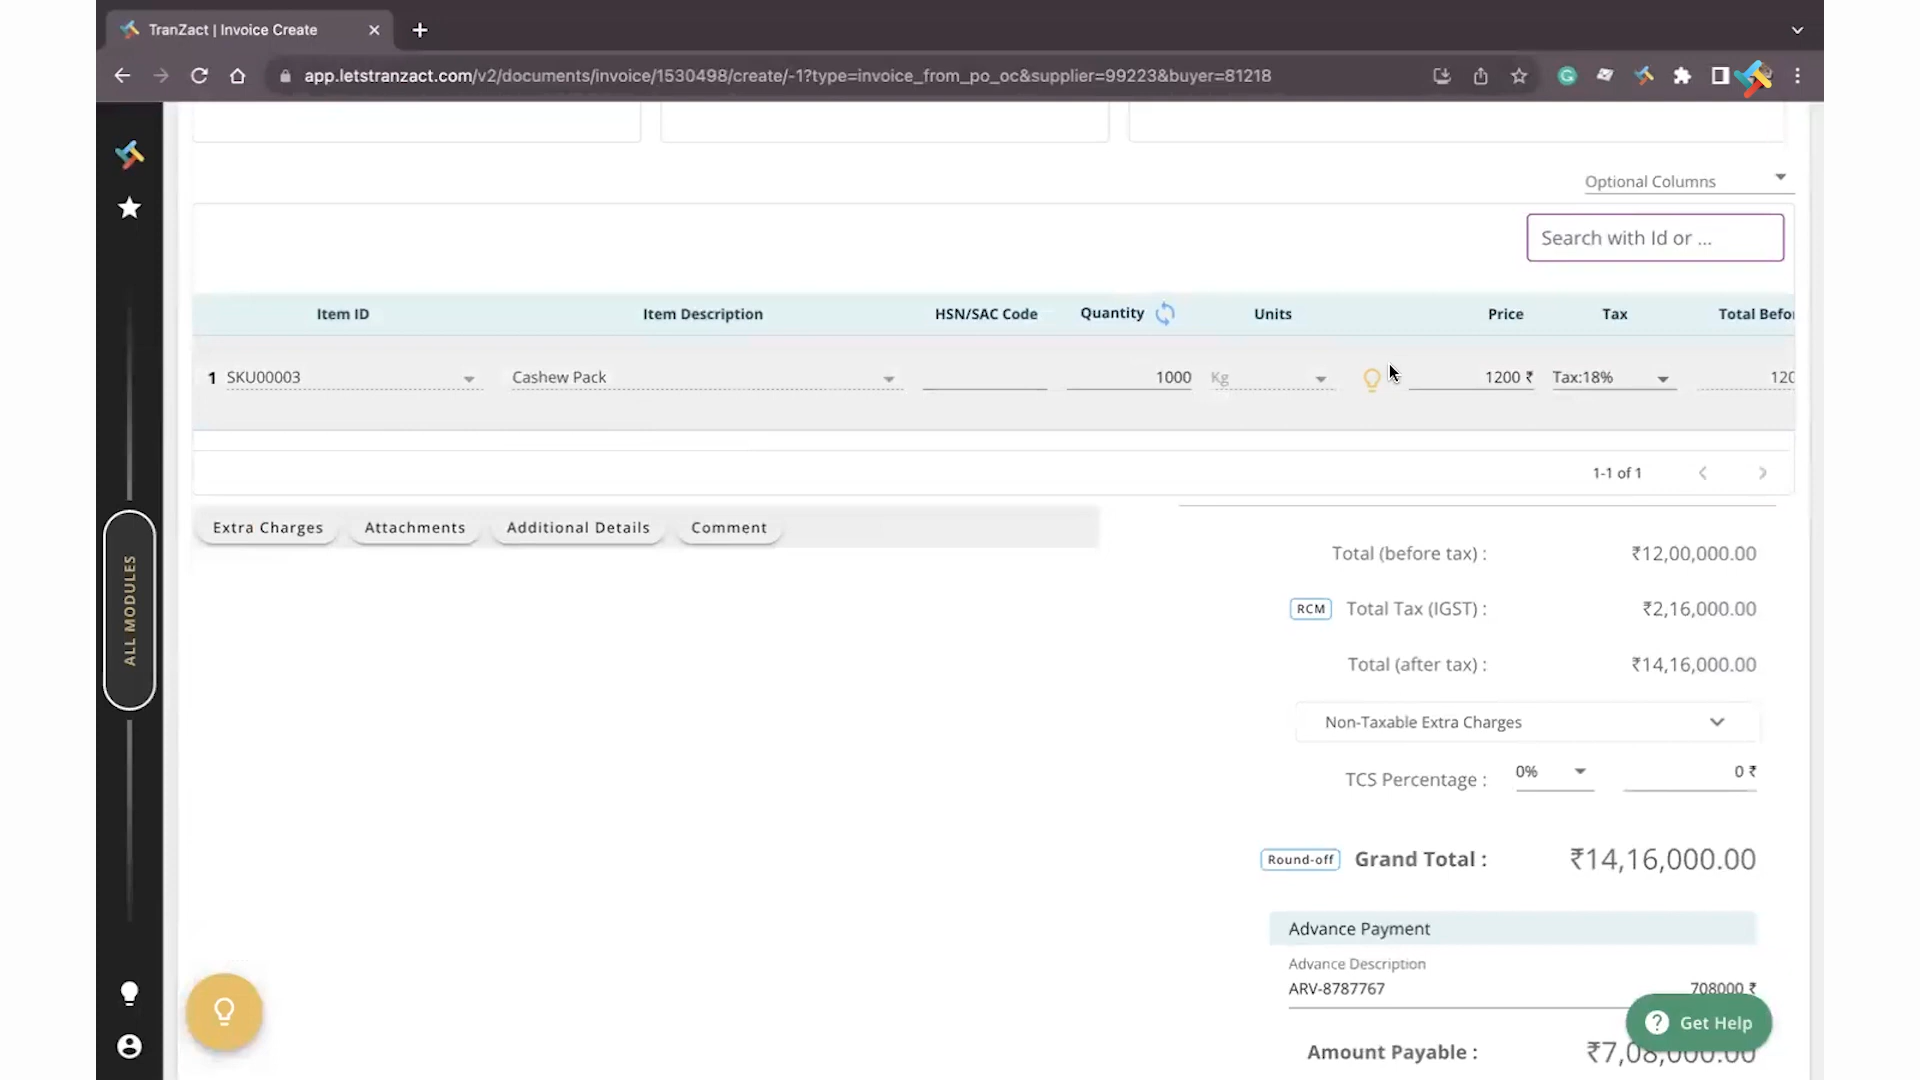 TranZact | Invoice Create
app.letstranzact.com/v2/documents/invoice/1530498/create/-1?type=invoice_from_po_oc&supplier=99223&buyer=81218
Optional Columns
Search with Id or ...
Item ID Item Description HSN/SAC Code Quantity Units Price Tax Total Befo
1 SKU00003 Cashew Pack 1000 Kg 1200 ₹ Tax:18% 120
1-1 of 1
Extra Charges Attachments Additional Details Comment
Total (before tax) : ₹12,00,000.00
RCM Total Tax (IGST) : ₹2,16,000.00
Total (after tax) : ₹14,16,000.00
Non-Taxable Extra Charges
TCS Percentage : 0% 0 ₹
Round-off Grand Total : ₹14,16,000.00
Advance Payment
Advance Description
ARV-8787767 708000 ₹
Amount Payable : ₹7,08,000.00
Get Help
ALL MODULES